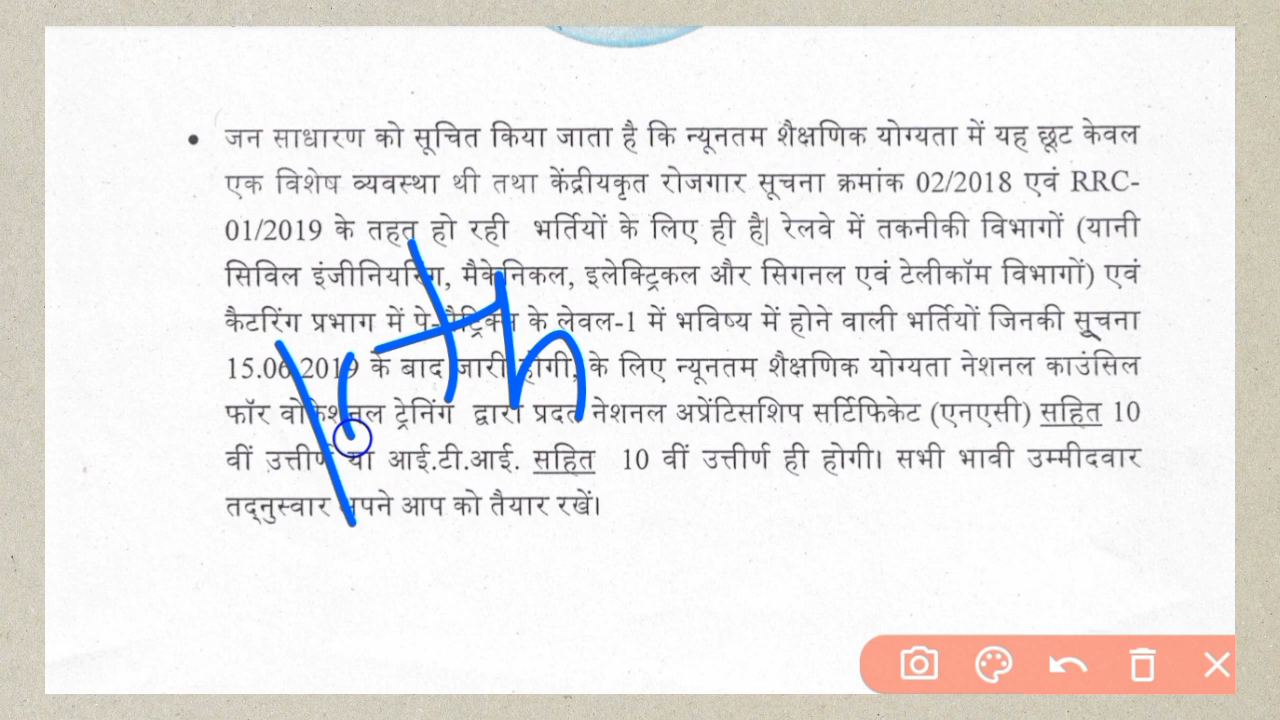 • जन साधारण को सूचित किया जाता है कि न्यूनतम शैक्षणिक योग्यता में यह छूट केवल
एक विशेष व्यवस्था थी तथा केंद्रीयकृत रोजगार सूचना क्रमांक 02/2018 एवं RRC-
01/2019 के तहत हो रही भर्तियों के लिए ही है| रेलवे में तकनीकी विभागों (यानी
सिविल इंजीनियरिंग, मैकेनिकल, इलेक्ट्रिकल और सिगनल एवं टेलीकॉम विभागों) एवं
कैटरिंग प्रभाग में पे-मैट्रिक्स के लेवल-1 में भविष्य में होने वाली भर्तियों जिनकी सूचना
15.06.2019 के बाद जारी होगी, के लिए न्यूनतम शैक्षणिक योग्यता नेशनल काउंसिल
फॉर वोकेशनल ट्रेनिंग द्वारा प्रदत नेशनल अप्रेंटिसशिप सर्टिफिकेट (एनएसी) सहित 10
वीं उत्तीर्ण या आई.टी.आई. सहित 10 वीं उत्तीर्ण ही होगी। सभी भावी उम्मीदवार
तद्नुस्वार अपने आप को तैयार रखें।